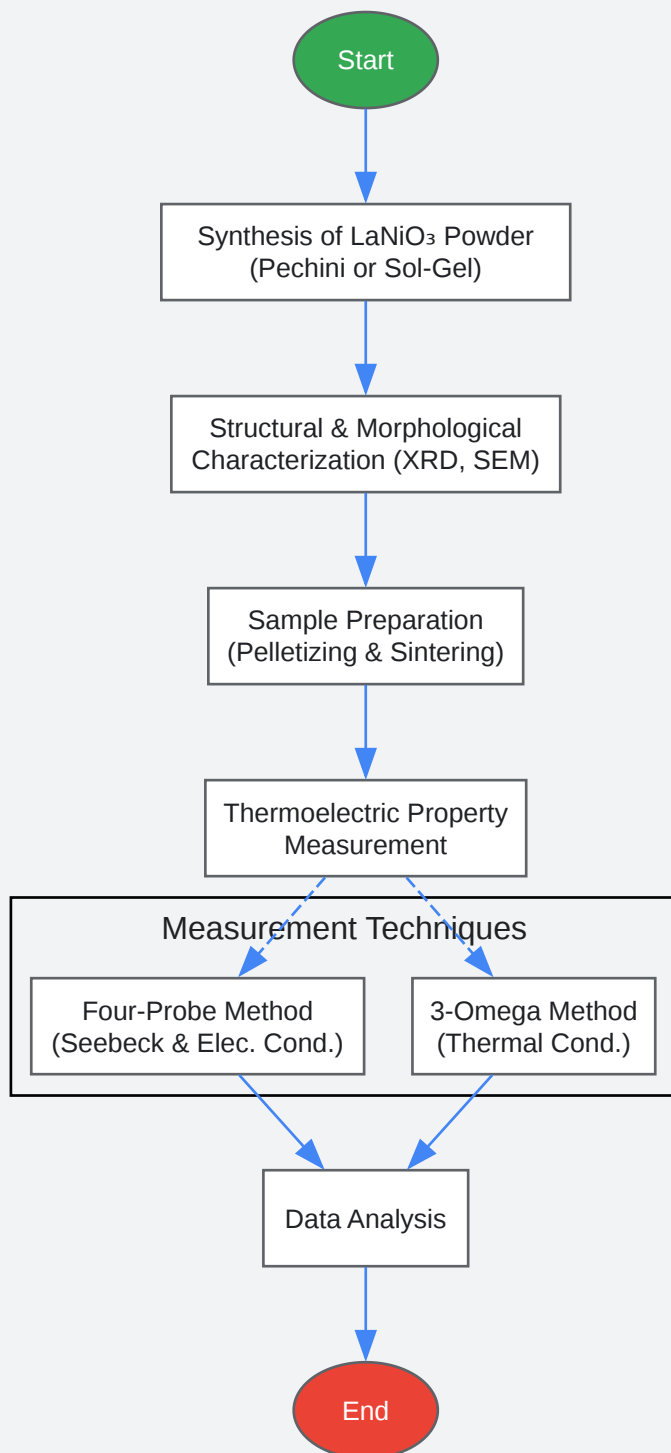 Start
Synthesis of LaNiO₃ Powder
(Pechini or Sol-Gel)
Structural & Morphological
Characterization (XRD, SEM)
Sample Preparation
(Pelletizing & Sintering)
Thermoelectric Property
Measurement
Measurement Techniques
Four-Probe Method
(Seebeck & Elec. Cond.)
3-Omega Method
(Thermal Cond.)
Data Analysis
End